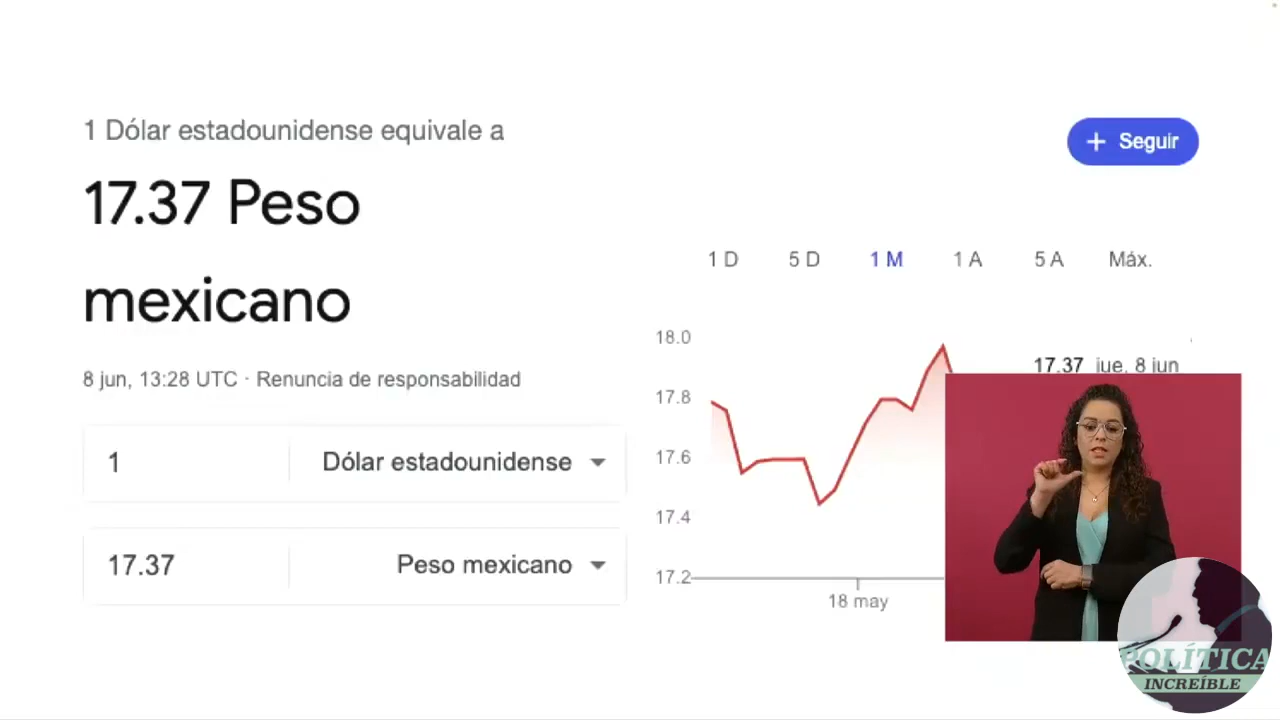 1 Dólar estadounidense equivale a
17.37 Peso
mexicano
8 jun, 13:28 UTC · Renuncia de responsabilidad
1 Dólar estadounidense
17.37 Peso mexicano
+ Seguir
1 D 5 D 1 M 1 A 5 A Máx.
18.0
17.8
17.6
17.4
17.2
17.37 jue, 8 jun
18 may
POLÍTICA
INCREÍBLE